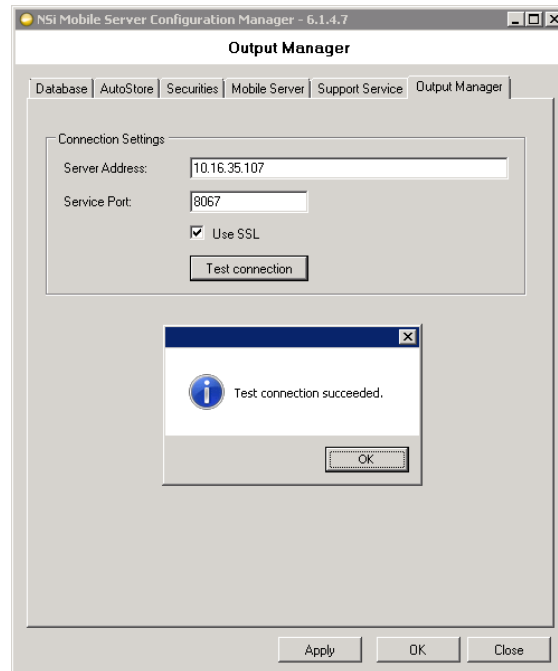 NSi Mobile Server Configuration Manager - 6.1.4.7
Output Manager
Database AutoStore Securities Mobile Server Support Service Output Manager
Connection Settings
Server Address: 10.16.35.107
Service Port: 8067
Use SSL
Test connection
Test connection succeeded.
OK
Apply OK Close